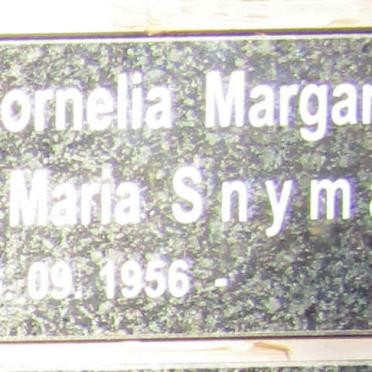 ornelia Margar
Maria Snyma
. 09. 1956 -